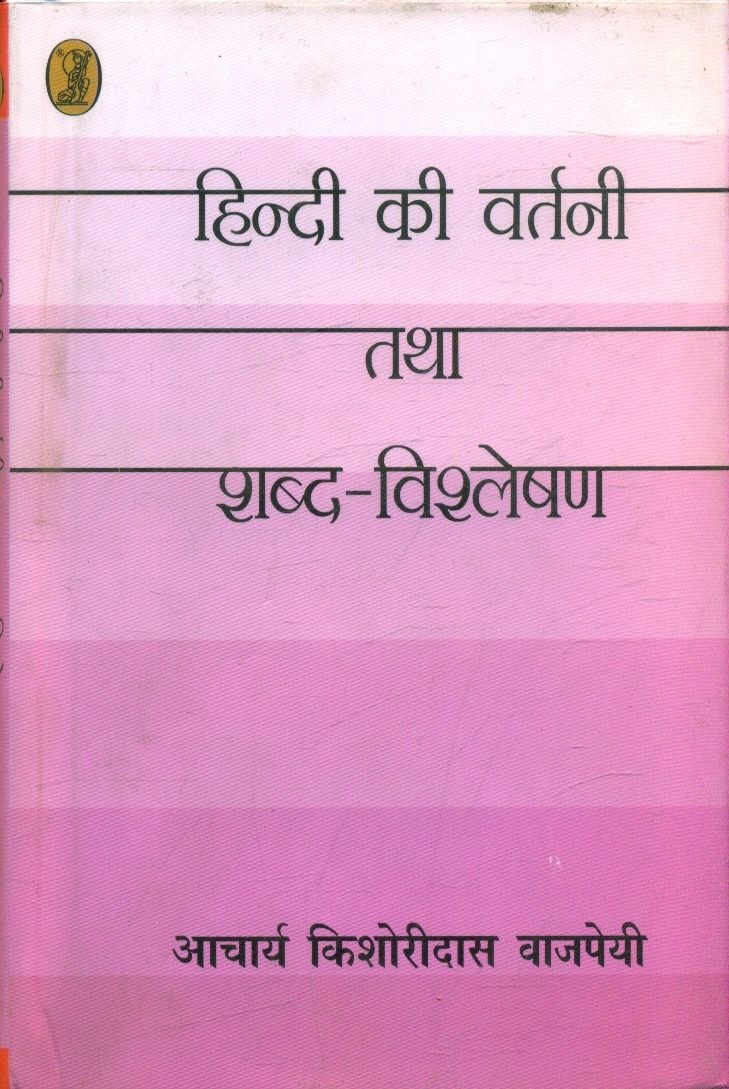 हिन्दी की वर्तनी
तथा
शब्द-विश्लेषण
आचार्य किशोरीदास वाजपेयी